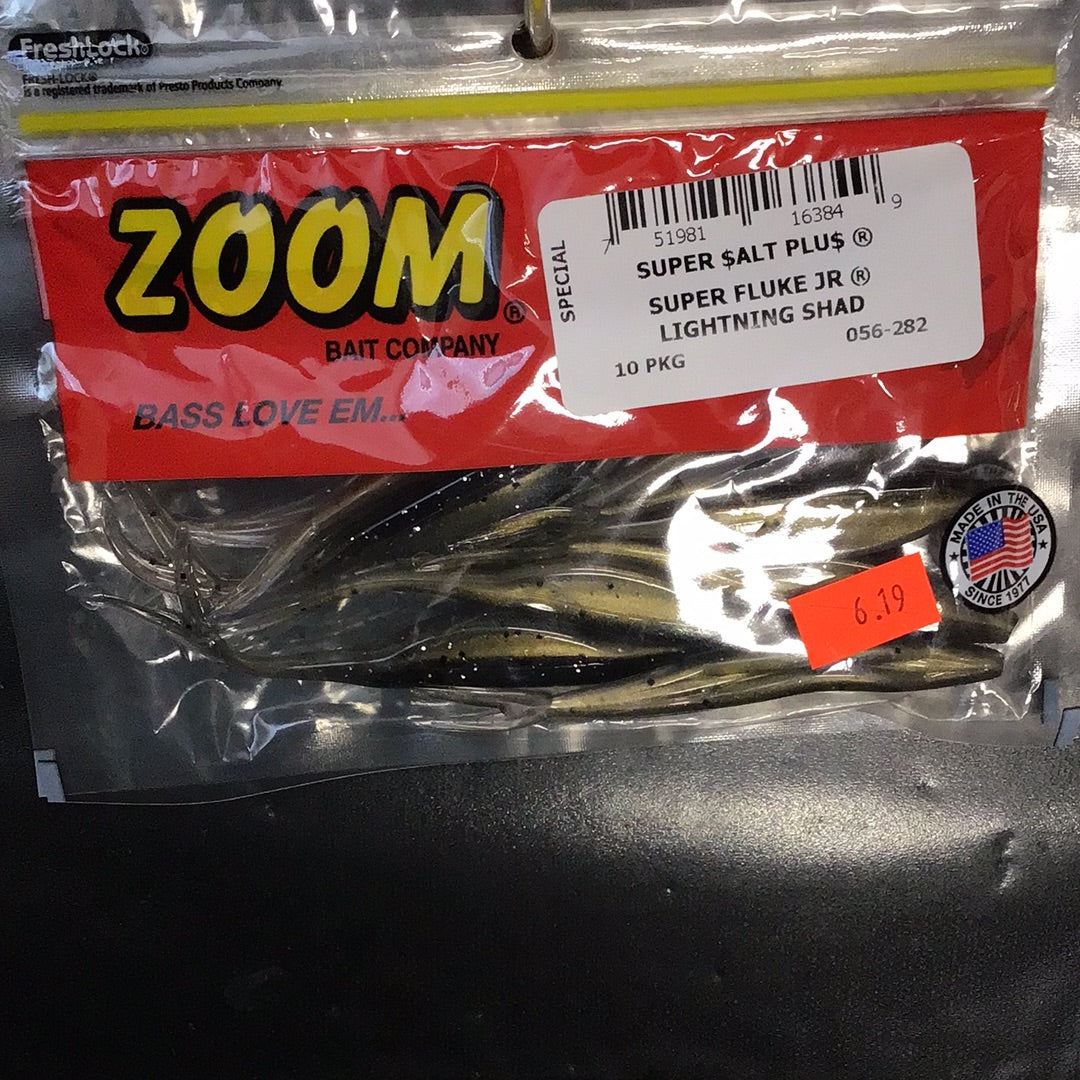 FreshLock®
FRESH-LOCK®
is a registered trademark of Presto Products Company
ZOOM®
BAIT COMPANY
BASS LOVE EM...
SPECIAL
7 51981 16384 9
SUPER $ALT PLU$ ®
SUPER FLUKE JR ®
LIGHTNING SHAD
056-282
10 PKG
MADE IN THE USA
SINCE 1977
6.19